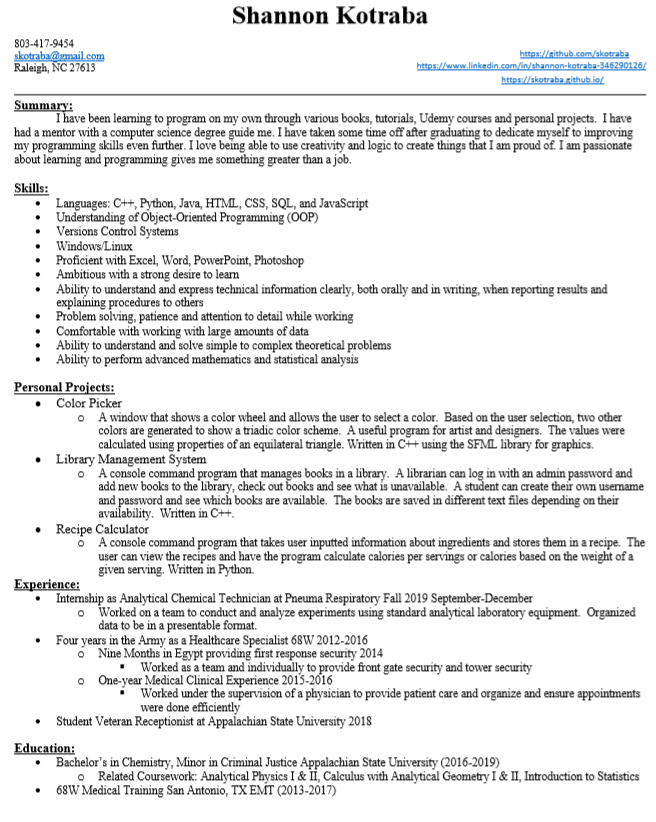 Shannon Kotraba
803-417-9454
skotraba@gmail.com
Raleigh, NC 27613
https://github.com/skotraba
https://www.linkedin.com/in/shannon-kotraba-346290126/
https://skotraba.github.io/
Summary:
I have been learning to program on my own through various books, tutorials, Udemy courses and personal projects. I have
had a mentor with a computer science degree guide me. I have taken some time off after graduating to dedicate myself to improving
my programming skills even further. I love being able to use creativity and logic to create things that I am proud of. I am passionate
about learning and programming gives me something greater than a job.
Skills:
• Languages: C++, Python, Java, HTML, CSS, SQL, and JavaScript
• Understanding of Object-Oriented Programming (OOP)
• Versions Control Systems
• Windows/Linux
• Proficient with Excel, Word, PowerPoint, Photoshop
• Ambitious with a strong desire to learn
• Ability to understand and express technical information clearly, both orally and in writing, when reporting results and
explaining procedures to others
• Problem solving, patience and attention to detail while working
• Comfortable with working with large amounts of data
• Ability to understand and solve simple to complex theoretical problems
• Ability to perform advanced mathematics and statistical analysis
Personal Projects:
• Color Picker
o A window that shows a color wheel and allows the user to select a color. Based on the user selection, two other
colors are generated to show a triadic color scheme. A useful program for artist and designers. The values were
calculated using properties of an equilateral triangle. Written in C++ using the SFML library for graphics.
• Library Management System
o A console command program that manages books in a library. A librarian can log in with an admin password and
add new books to the library, check out books and see what is unavailable. A student can create their own username
and password and see which books are available. The books are saved in different text files depending on their
availability. Written in C++.
• Recipe Calculator
o A console command program that takes user inputted information about ingredients and stores them in a recipe. The
user can view the recipes and have the program calculate calories per servings or calories based on the weight of a
given serving. Written in Python.
Experience:
• Internship as Analytical Chemical Technician at Pneuma Respiratory Fall 2019 September-December
o Worked on a team to conduct and analyze experiments using standard analytical laboratory equipment. Organized
data to be in a presentable format.
• Four years in the Army as a Healthcare Specialist 68W 2012-2016
o Nine Months in Egypt providing first response security 2014
▪ Worked as a team and individually to provide front gate security and tower security
o One-year Medical Clinical Experience 2015-2016
▪ Worked under the supervision of a physician to provide patient care and organize and ensure appointments
were done efficiently
• Student Veteran Receptionist at Appalachian State University 2018
Education:
• Bachelor's in Chemistry, Minor in Criminal Justice Appalachian State University (2016-2019)
o Related Coursework: Analytical Physics I & II, Calculus with Analytical Geometry I & II, Introduction to Statistics
• 68W Medical Training San Antonio, TX EMT (2013-2017)